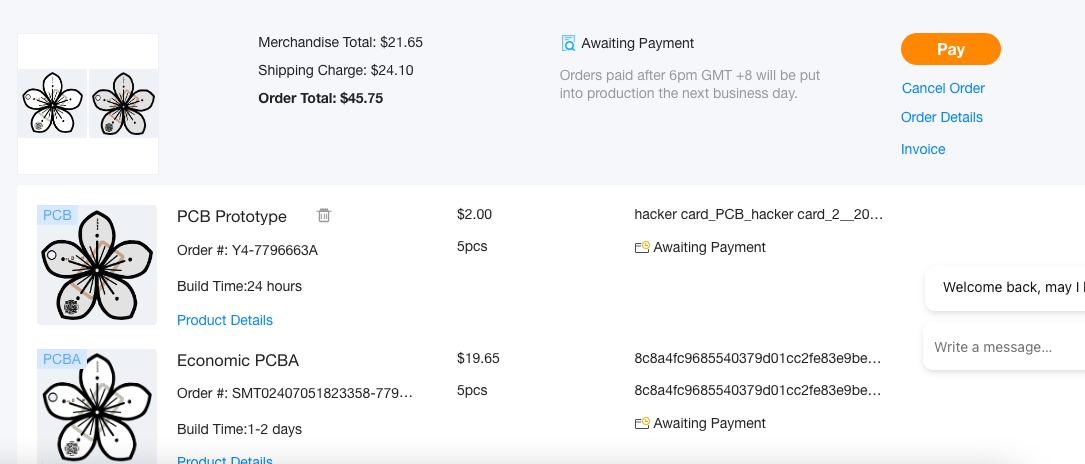 Merchandise Total: $21.65
Shipping Charge: $24.10
Order Total: $45.75
Awaiting Payment
Orders paid after 6pm GMT +8 will be put
into production the next business day.
Pay
Cancel Order
Order Details
Invoice
PCB
PCB Prototype
$2.00
hacker card_PCB_hacker card_2__20…
Order #: Y4-7796663A
5pcs
Awaiting Payment
Build Time:24 hours
Product Details
Welcome back, may I
Write a message...
PCBA
Economic PCBA
$19.65
8c8a4fc9685540379d01cc2fe83e9be…
Order #: SMT02407051823358-779…
5pcs
8c8a4fc9685540379d01cc2fe83e9be…
Awaiting Payment
Build Time:1-2 days
Product Details